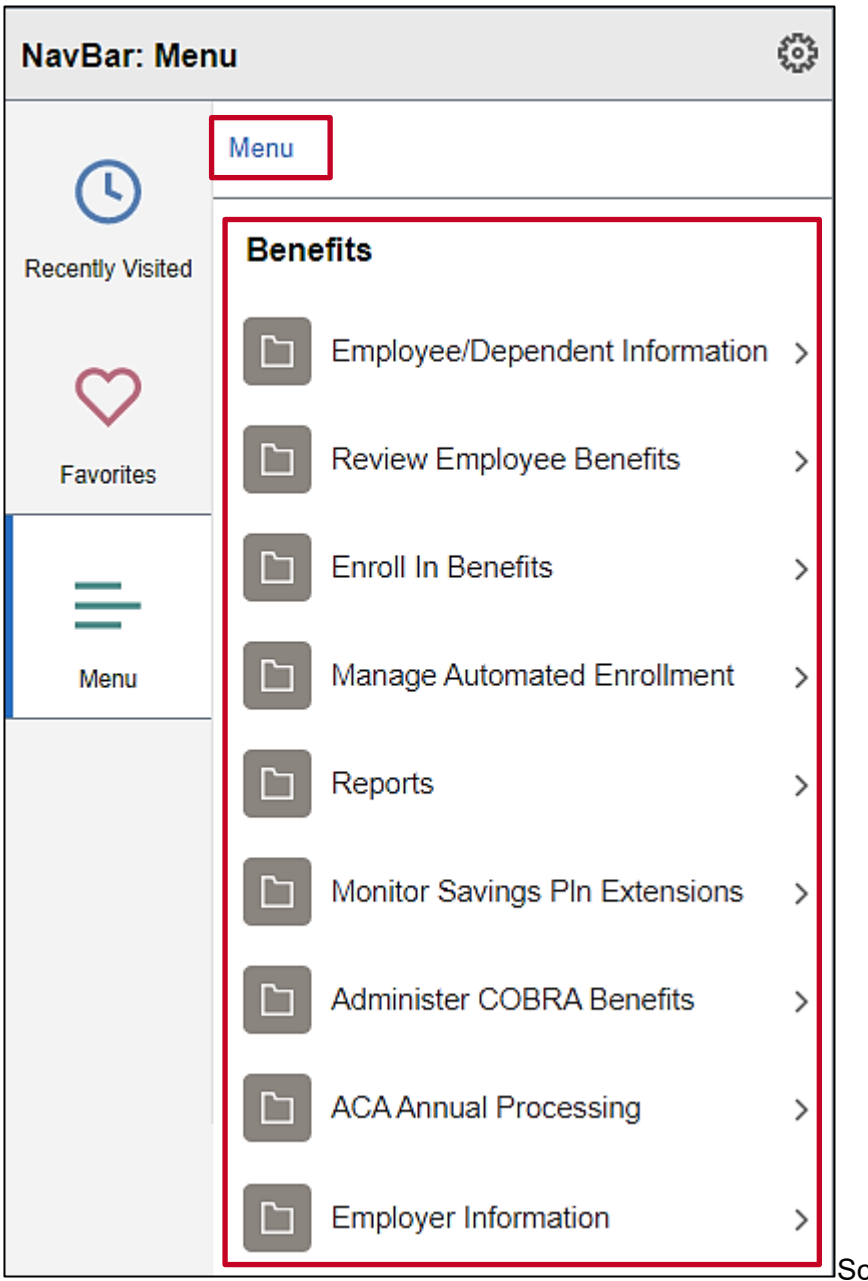 NavBar: Menu
Menu
Recently Visited
Favorites
Menu
Benefits
Employee/Dependent Information
Review Employee Benefits
Enroll In Benefits
Manage Automated Enrollment
Reports
Monitor Savings Pln Extensions
Administer COBRA Benefits
ACA Annual Processing
Employer Information